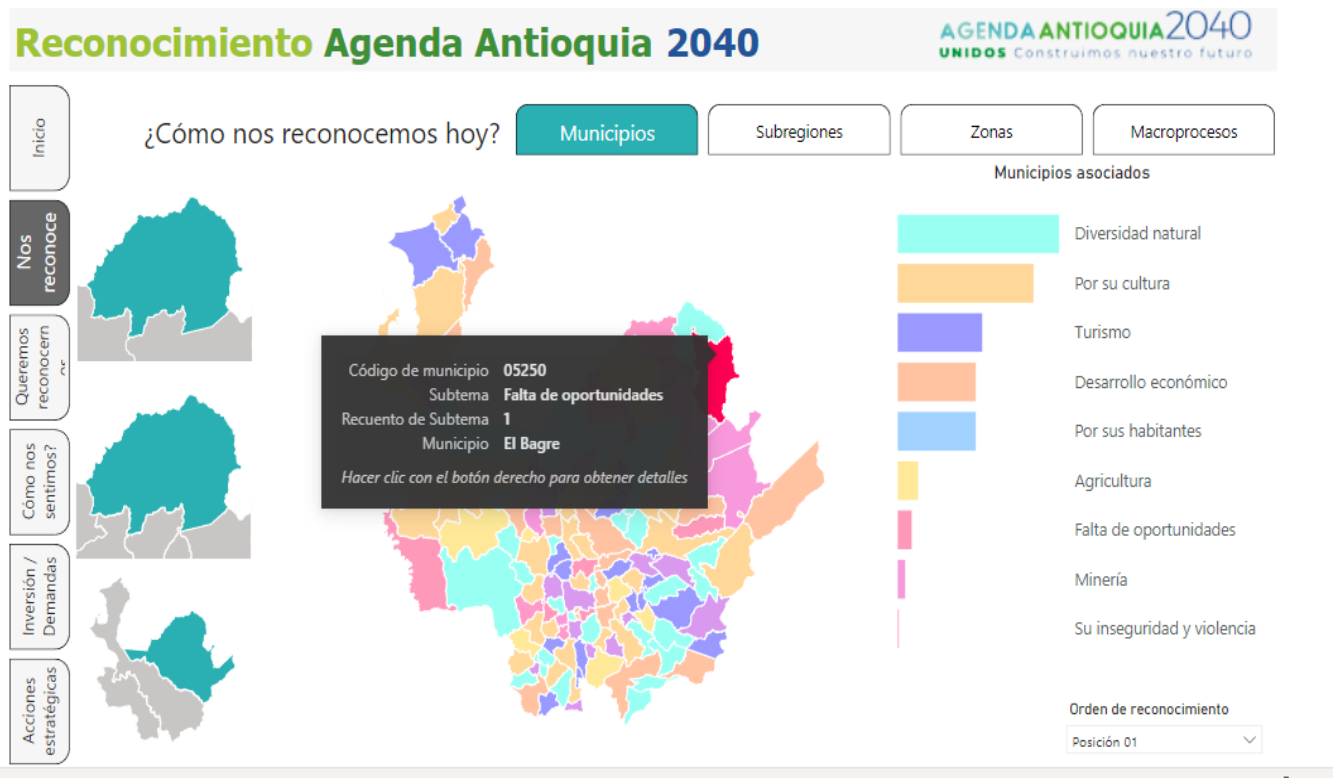 Reconocimiento Agenda Antioquia 2040
AGENDA ANTIOQUIA 2040
UNIDOS Construimos nuestro futuro
Inicio
Nos
reconoce
Queremos
reconocern
os
Cómo nos
sentimos?
Inversión /
Demandas
Acciones
estratégicas
¿Cómo nos reconocemos hoy?
Municipios
Subregiones
Zonas
Macroprocesos
Municipios asociados
Diversidad natural
Por su cultura
Turismo
Desarrollo económico
Por sus habitantes
Agricultura
Falta de oportunidades
Minería
Su inseguridad y violencia
Código de municipio 05250
Subtema Falta de oportunidades
Recuento de Subtema 1
Municipio El Bagre
Hacer clic con el botón derecho para obtener detalles
Orden de reconocimiento
Posición 01